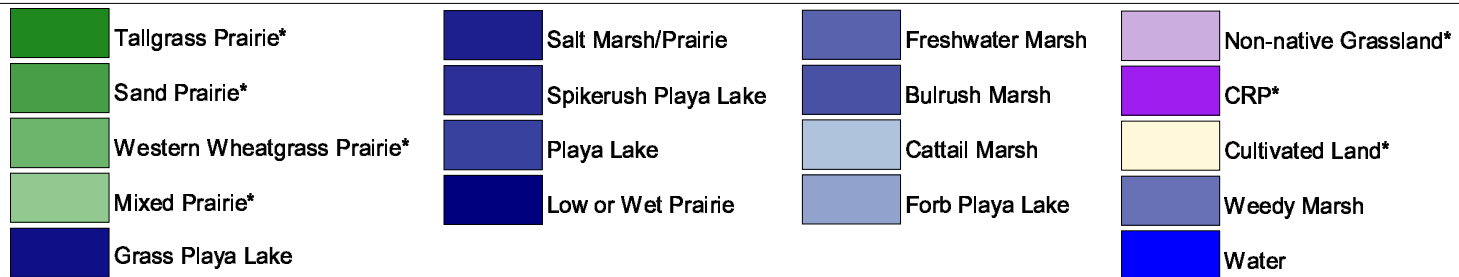 Tallgrass Prairie*
Sand Prairie*
Western Wheatgrass Prairie*
Mixed Prairie*
Grass Playa Lake
Salt Marsh/Prairie
Spikerush Playa Lake
Playa Lake
Low or Wet Prairie
Freshwater Marsh
Bulrush Marsh
Cattail Marsh
Forb Playa Lake
Non-native Grassland*
CRP*
Cultivated Land*
Weedy Marsh
Water